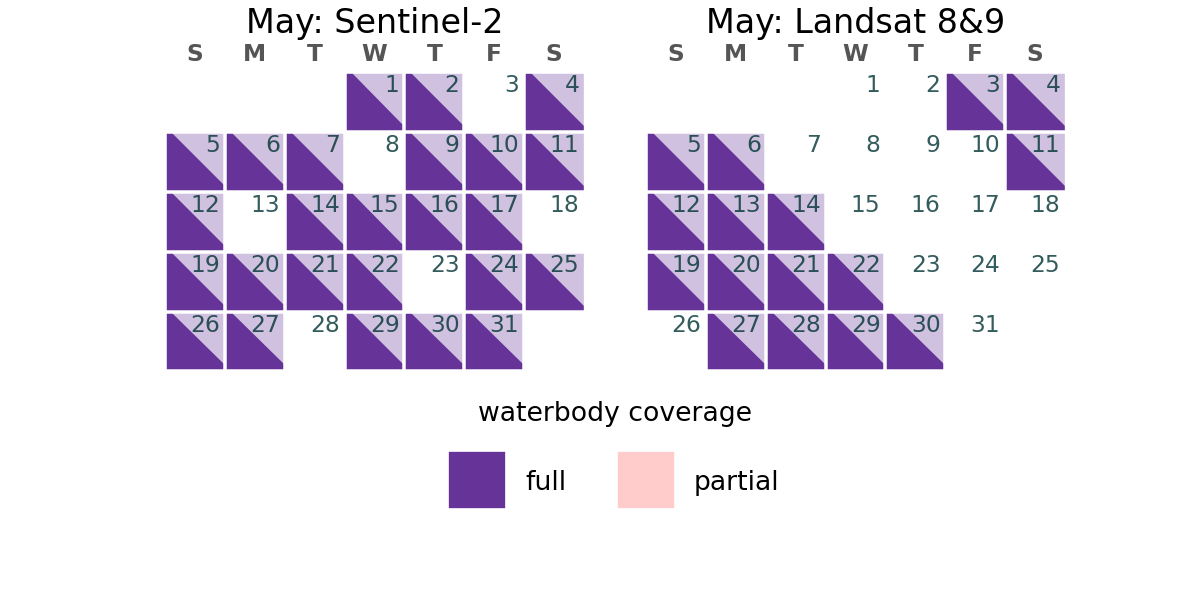 May: Sentinel-2
S M T W T F S
1 2 3 4
5 6 7 8 9 10 11
12 13 14 15 16 17 18
19 20 21 22 23 24 25
26 27 28 29 30 31
May: Landsat 8&9
S M T W T F S
1 2 3 4
5 6 7 8 9 10 11
12 13 14 15 16 17 18
19 20 21 22 23 24 25
26 27 28 29 30 31
waterbody coverage
full partial